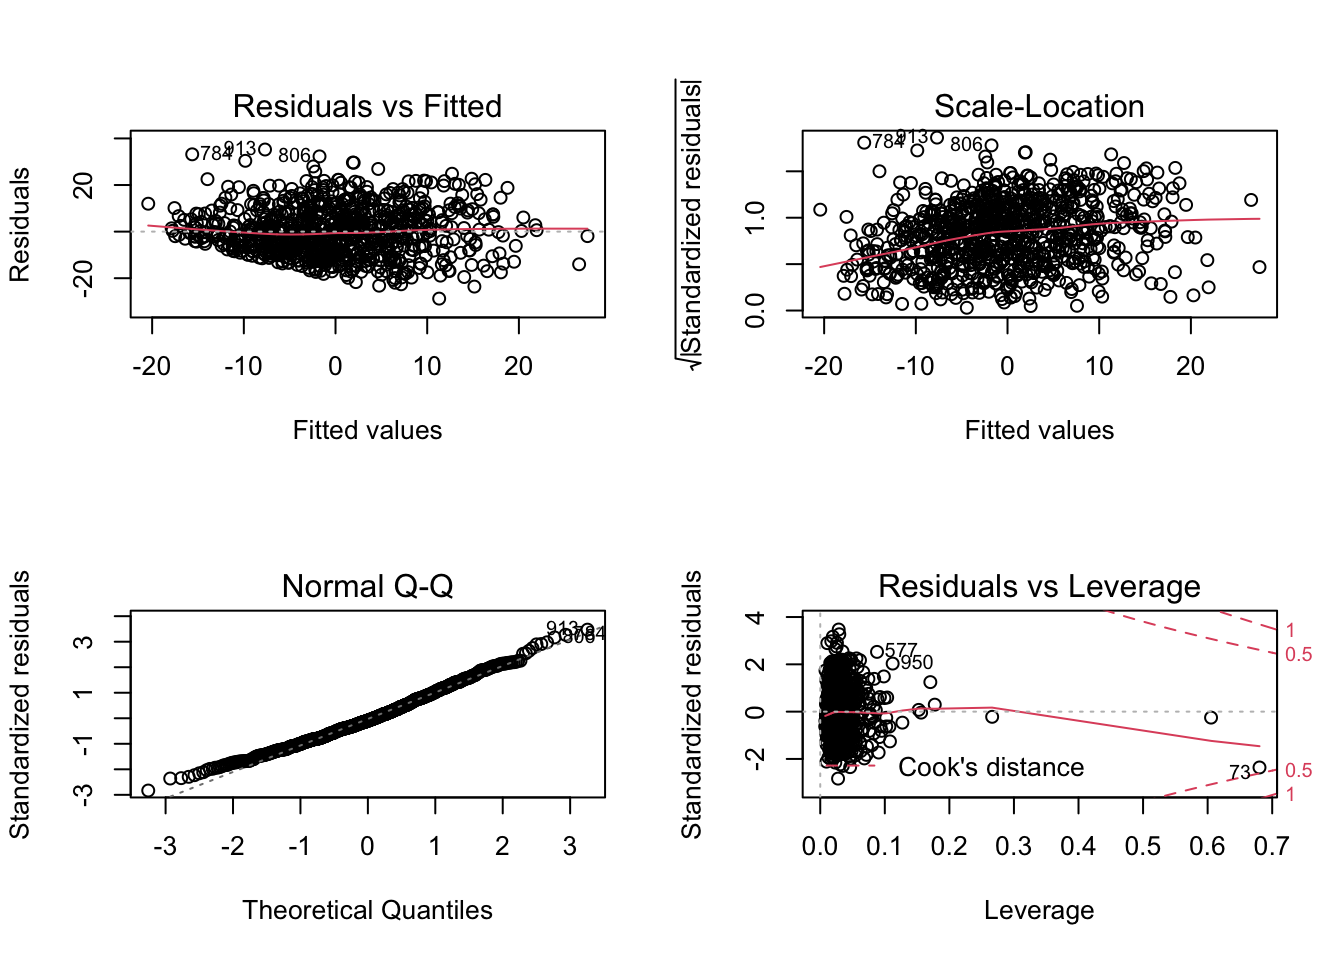 Residuals vs Fitted
Residuals
20
-20
784
913
806
-20 -10 0 10 20
Fitted values
Scale-Location
√|Standardized residuals|
1.0
0.0
784
913
806
-20 -10 0 10 20
Fitted values
Normal Q-Q
Standardized residuals
3
1
-1
-3
913
784
806
-3 -2 -1 0 1 2 3
Theoretical Quantiles
Residuals vs Leverage
Standardized residuals
4
2
0
-2
577
950
73
Cook's distance
1
0.5
0.5
1
0.0 0.1 0.2 0.3 0.4 0.5 0.6 0.7
Leverage